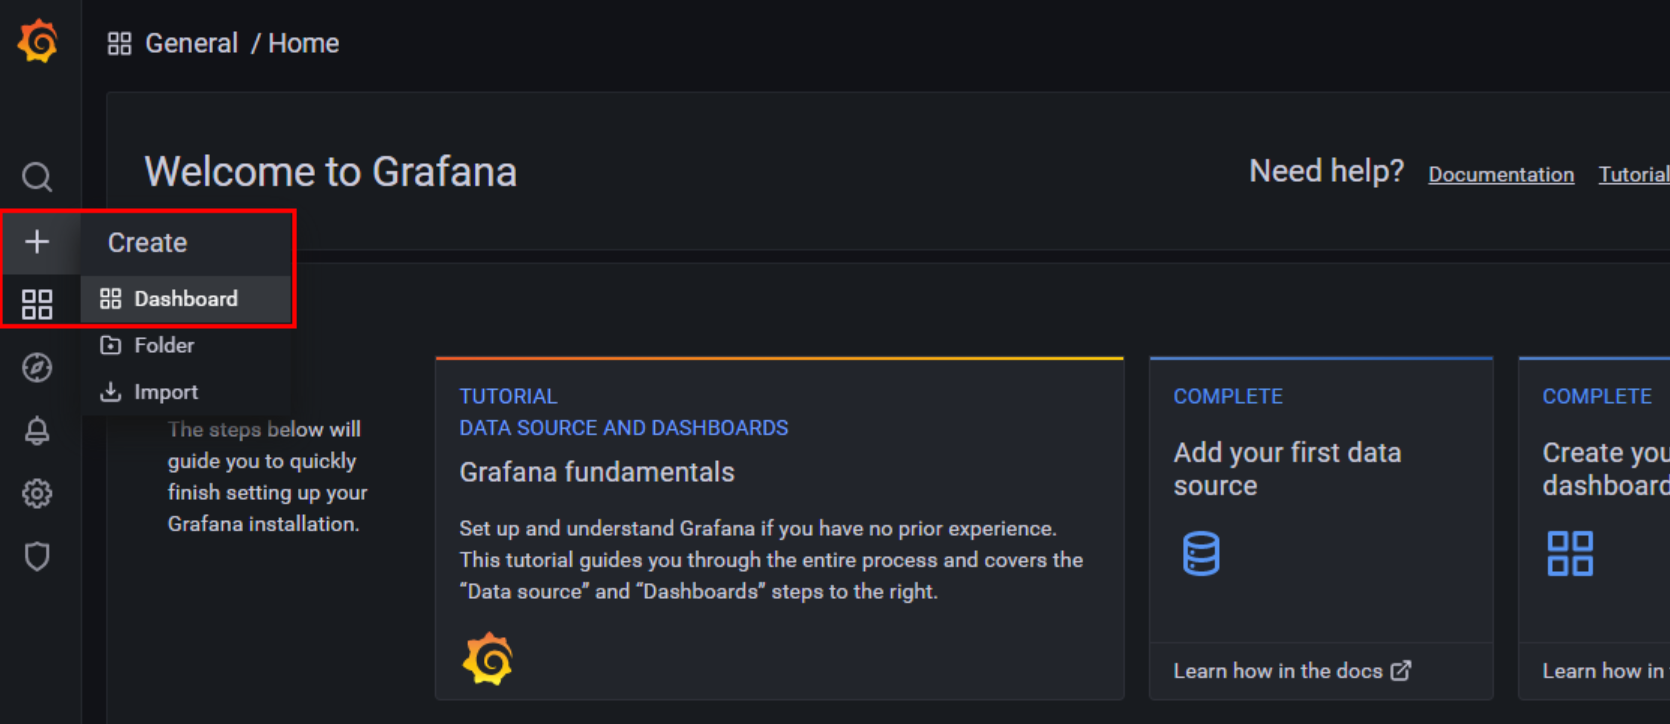 General / Home
Welcome to Grafana
Need help?
Documentation
Tutorial
Create
Dashboard
Folder
Import
The steps below will
guide you to quickly
finish setting up your
Grafana installation.
TUTORIAL
DATA SOURCE AND DASHBOARDS
Grafana fundamentals
Set up and understand Grafana if you have no prior experience.
This tutorial guides you through the entire process and covers the
“Data source” and “Dashboards” steps to the right.
COMPLETE
Add your first data
source
Learn how in the docs
COMPLETE
Create you
dashboard
Learn how in